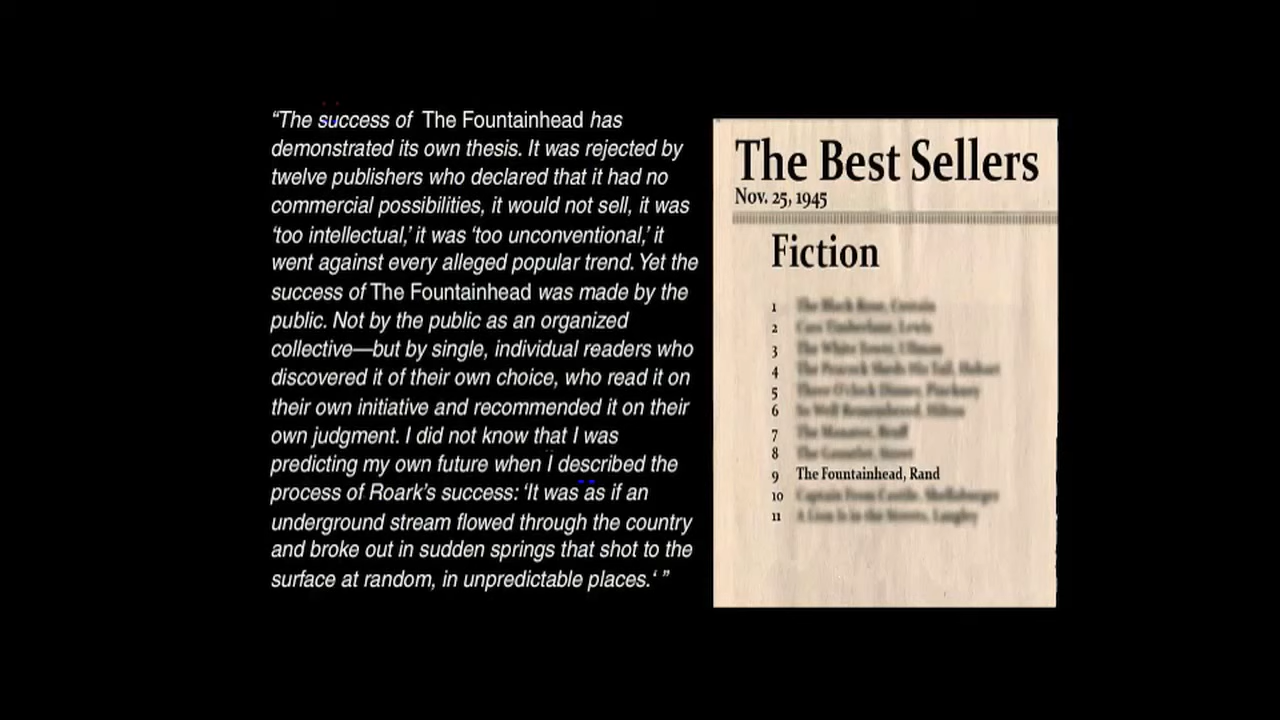 “The success of The Fountainhead has
demonstrated its own thesis. It was rejected by
twelve publishers who declared that it had no
commercial possibilities, it would not sell, it was
‘too intellectual,’ it was ‘too unconventional,’ it
went against every alleged popular trend. Yet the
success of The Fountainhead was made by the
public. Not by the public as an organized
collective—but by single, individual readers who
discovered it of their own choice, who read it on
their own initiative and recommended it on their
own judgment. I did not know that I was
predicting my own future when I described the
process of Roark’s success: ‘It was as if an
underground stream flowed through the country
and broke out in sudden springs that shot to the
surface at random, in unpredictable places.‘ ”
The Best Sellers
Nov. 25, 1945
Fiction
1
2
3
4
5
6
7
8
9 The Fountainhead, Rand
10
11